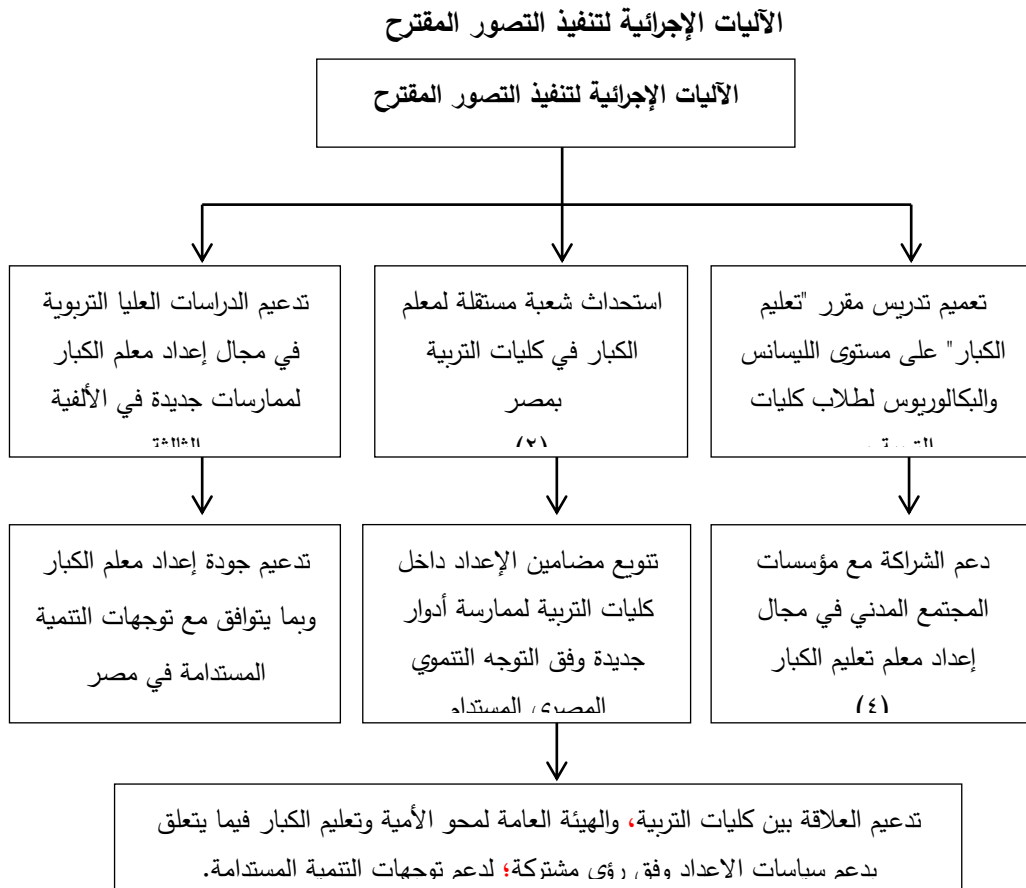 الآليات الإجرائية لتنفيذ التصور المقترح
الآليات الإجرائية لتنفيذ التصور المقترح
تعميم تدريس مقرر "تعليم
الكبار" على مستوى الليسانس
والبكالوريوس لطلاب كليات
استحداث شعبة مستقلة لمعلم
الكبار في كليات التربية
بمصر
(٢)
تدعيم الدراسات العليا التربوية
في مجال إعداد معلم الكبار
لممارسات جديدة في الألفية
الثالثة
دعم الشراكة مع مؤسسات
المجتمع المدني في مجال
إعداد معلم تعليم الكبار
(٤)
تنويع مضامين الإعداد داخل
كليات التربية لممارسة أدوار
جديدة وفق التوجه التنموي
المصري المستدام
تدعيم جودة إعداد معلم الكبار
وبما يتوافق مع توجهات التنمية
المستدامة في مصر
تدعيم العلاقة بين كليات التربية، والهيئة العامة لمحو الأمية وتعليم الكبار فيما يتعلق
بدعم سياسات الاعداد وفق رؤى مشتركة؛ لدعم توجهات التنمية المستدامة.